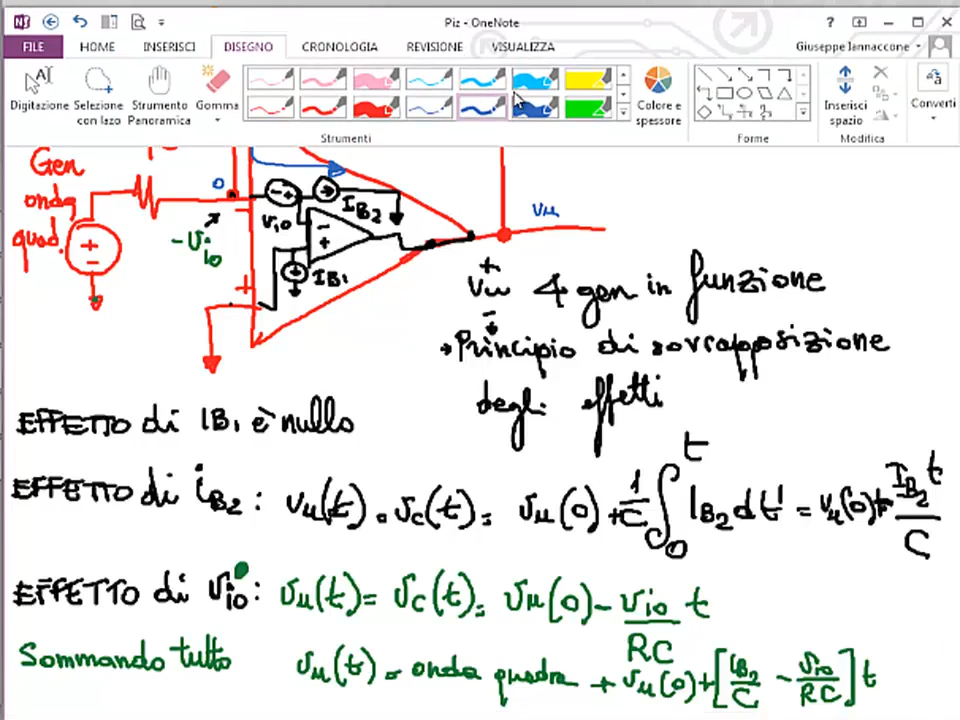 Piz - OneNote
FILE HOME INSERISCI DISEGNO CRONOLOGIA REVISIONE VISUALIZZA Giuseppe Iannaccone
Digitazione Selezione con lazo Strumento Panoramica Gomma Colore e spessore Inserisci spazio Converti
Strumenti Forme Modifica
Gen
onda
quad.
+
−
0
-Vio
− +
Vio
IB2
−
+
IB1
−
+
vu
+
vu 4 gen in funzione
−
Principio di sovrapposizione
degli effetti
EFFETTO di IB1 è nullo
EFFETTO di iB2 : vu(t) = vc(t) = vu(0) + 1/C ∫0^t IB2 dt' = vu(0) + IB2 t / C
EFFETTO di vio : vu(t) = vc(t) = vu(0) - vio/RC t
Sommando tutto vu(t) = onda quadra + vu(0) + [iB2/C - vio/RC] t